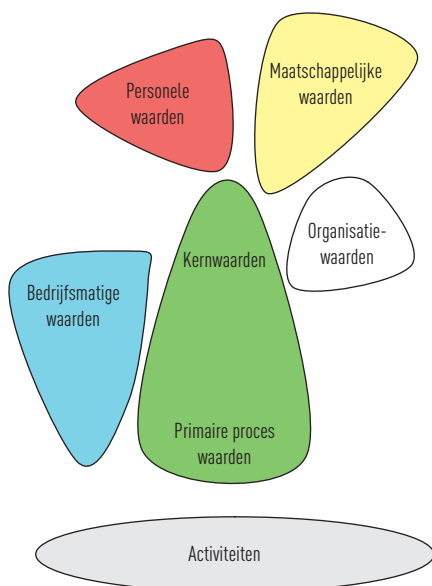 Personele
waarden
Maatschappelijke
waarden
Organisatie-
waarden
Kernwaarden
Bedrijfsmatige
waarden
Primaire proces
waarden
Activiteiten